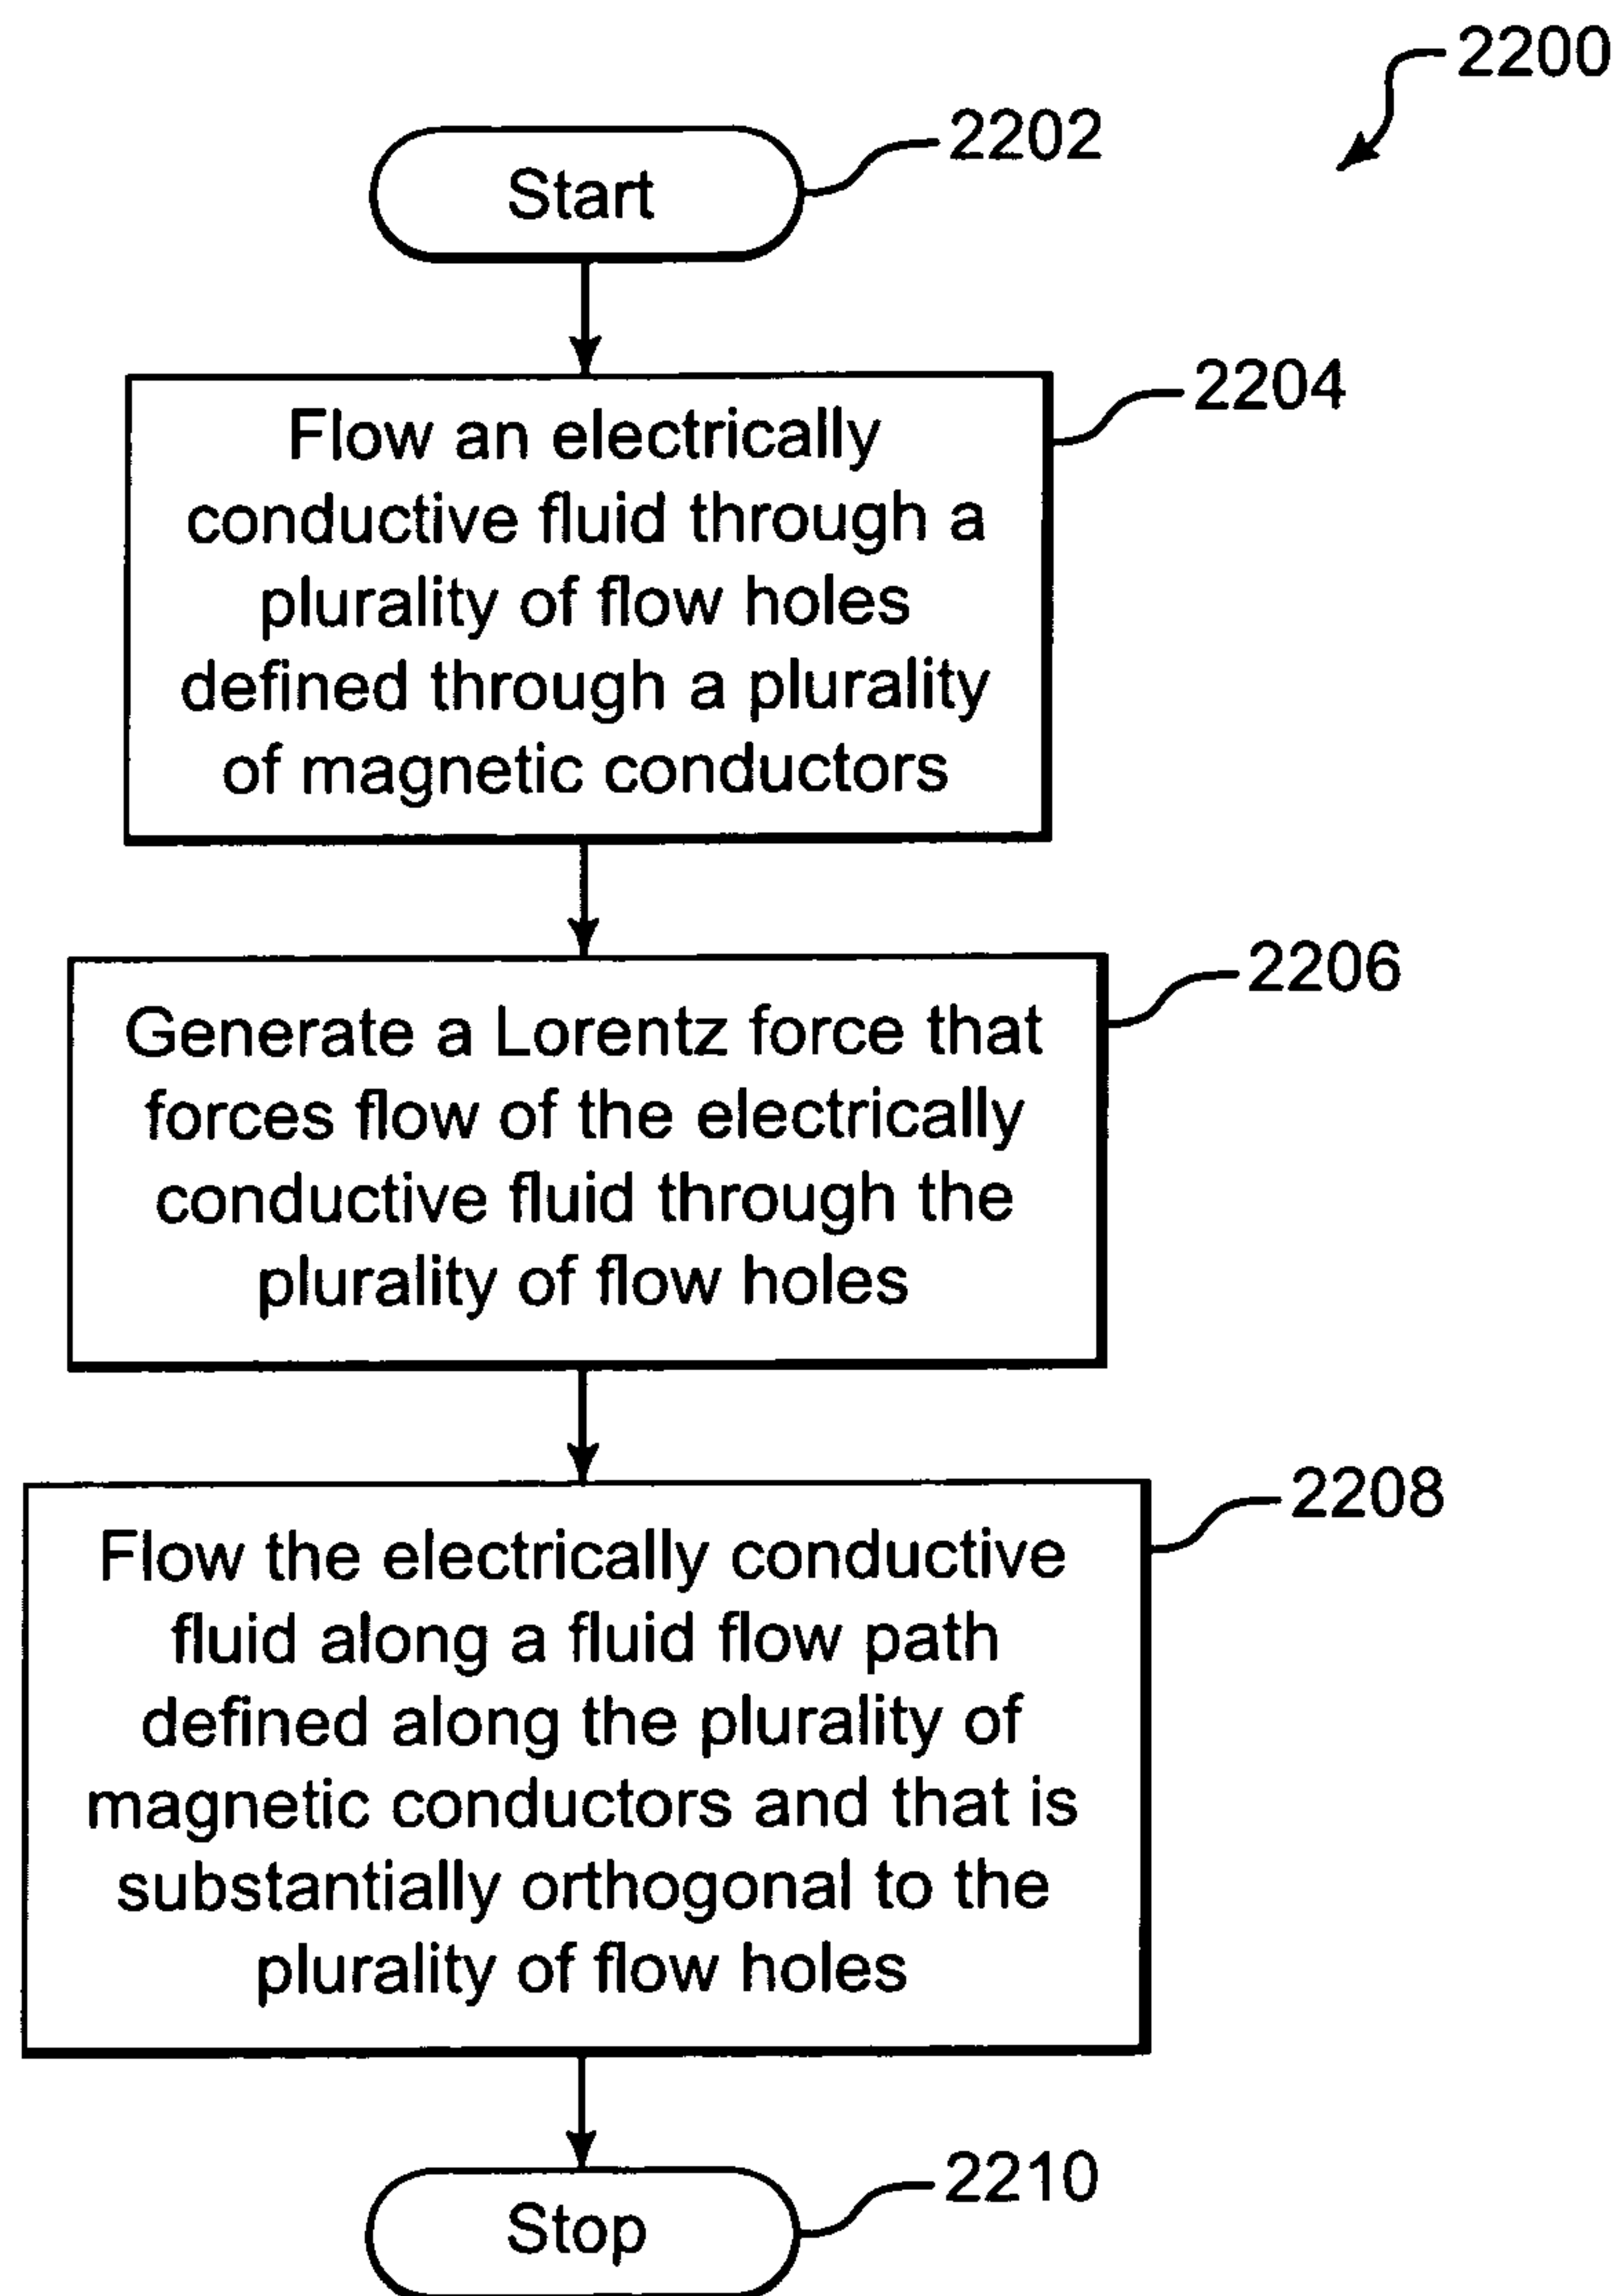 2200
2202
Start
2204
Flow an electrically
conductive fluid through a
plurality of flow holes
defined through a plurality
of magnetic conductors
2206
Generate a Lorentz force that
forces flow of the electrically
conductive fluid through the
plurality of flow holes
2208
Flow the electrically conductive
fluid along a fluid flow path
defined along the plurality of
magnetic conductors and that is
substantially orthogonal to the
plurality of flow holes
2210
Stop